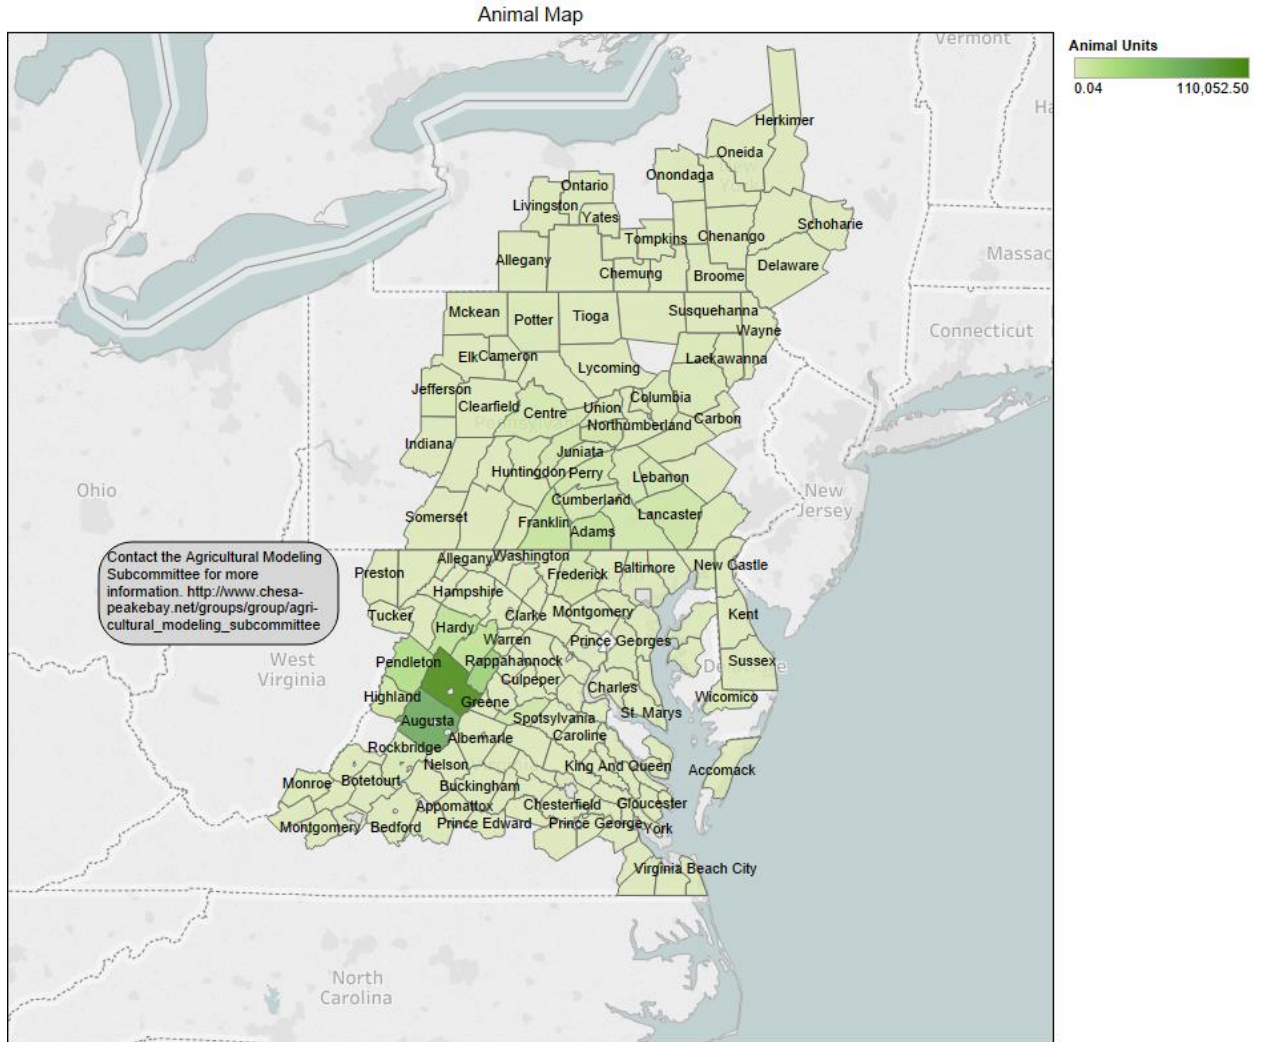 Animal Map
Animal Units
0.04 110,052.50
Vermont
Herkimer
Oneida
Onondaga
Ontario
Livingston
Yates
Schoharie
Tompkins
Chenango
Massac
Allegany
Chemung
Broome
Delaware
Mckean
Potter
Tioga
Susquehanna
Wayne
Connecticut
Elk
Cameron
Lycoming
Lackawanna
Jefferson
Clearfield
Centre
Union
Columbia
Carbon
Northumberland
Indiana
Juniata
Huntingdon
Perry
Lebanon
Ohio
Cumberland
New
Jersey
Somerset
Franklin
Adams
Lancaster
Contact the Agricultural Modeling
Subcommittee for more
information. http://www.chesa-
peakebay.net/groups/group/agri-
cultural_modeling_subcommittee
Allegany
Washington
Preston
Frederick
Baltimore
New Castle
Hampshire
Tucker
Clarke
Montgomery
Kent
Hardy
Warren
Prince Georges
West
Virginia
Pendleton
Rappahannock
Sussex
Culpeper
Charles
Highland
Greene
Wicomico
Augusta
Spotsylvania
St. Marys
Rockbridge
Albemarle
Caroline
Nelson
King And Queen
Accomack
Monroe
Botetourt
Buckingham
Appomattox
Chesterfield
Gloucester
Montgomery
Bedford
Prince Edward
Prince George
York
Virginia Beach City
North
Carolina